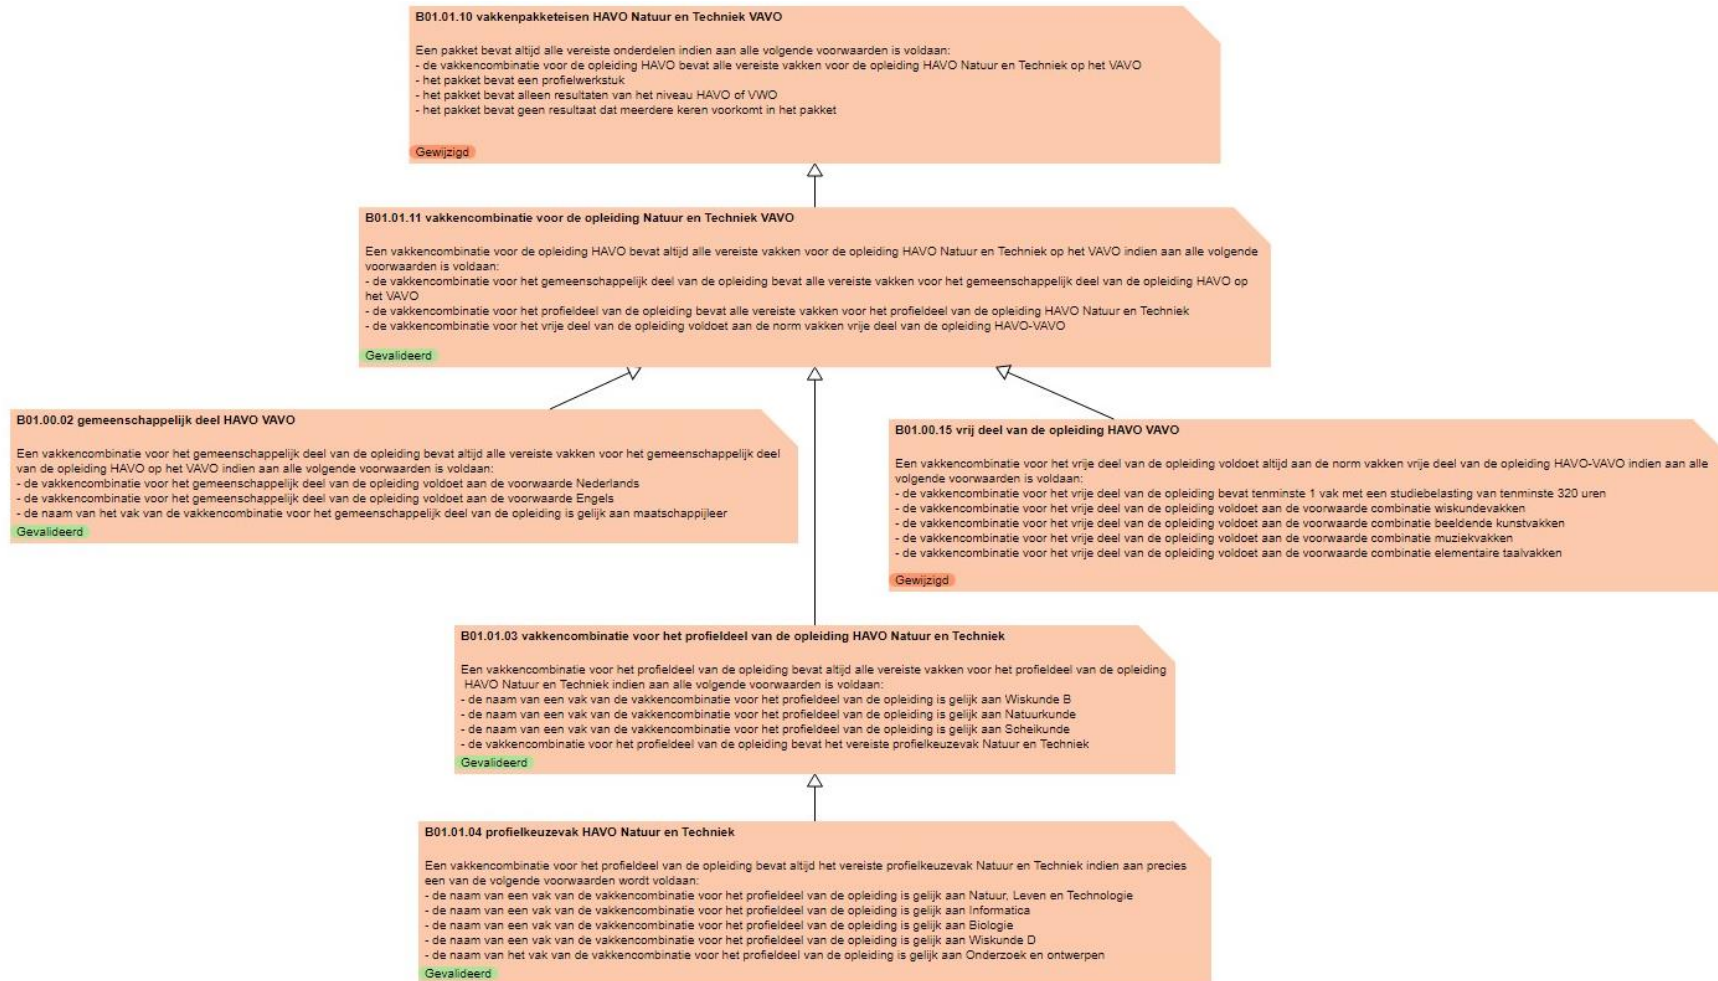 B01.01.10 vakkenpakketeisen HAVO Natuur en Techniek VAVO
Een pakket bevat altijd alle vereiste onderdelen indien aan alle volgende voorwaarden is voldaan:
- de vakkencombinatie voor de opleiding HAVO bevat alle vereiste vakken voor de opleiding HAVO Natuur en Techniek op het VAVO
- het pakket bevat een profielwerkstuk
- het pakket bevat alleen resultaten van het niveau HAVO of VWO
- het pakket bevat geen resultaat dat meerdere keren voorkomt in het pakket
Gewijzigd
B01.01.11 vakkencombinatie voor de opleiding Natuur en Techniek VAVO
Een vakkencombinatie voor de opleiding HAVO bevat altijd alle vereiste vakken voor de opleiding HAVO Natuur en Techniek op het VAVO indien aan alle volgende
voorwaarden is voldaan:
- de vakkencombinatie voor het gemeenschappelijk deel van de opleiding bevat alle vereiste vakken voor het gemeenschappelijk deel van de opleiding HAVO op
het VAVO
- de vakkencombinatie voor het profieldeel van de opleiding bevat alle vereiste vakken voor het profieldeel van de opleiding HAVO Natuur en Techniek
- de vakkencombinatie voor het vrije deel van de opleiding voldoet aan de norm vakken vrije deel van de opleiding HAVO-VAVO
Gevalideerd
B01.00.02 gemeenschappelijk deel HAVO VAVO
Een vakkencombinatie voor het gemeenschappelijk deel van de opleiding bevat altijd alle vereiste vakken voor het gemeenschappelijk deel
van de opleiding HAVO op het VAVO indien aan alle volgende voorwaarden is voldaan:
- de vakkencombinatie voor het gemeenschappelijk deel van de opleiding voldoet aan de voorwaarde Nederlands
- de vakkencombinatie voor het gemeenschappelijk deel van de opleiding voldoet aan de voorwaarde Engels
- de naam van het vak van de vakkencombinatie voor het gemeenschappelijk deel van de opleiding is gelijk aan maatschappijleer
Gevalideerd
B01.00.15 vrij deel van de opleiding HAVO VAVO
Een vakkencombinatie voor het vrije deel van de opleiding voldoet altijd aan de norm vakken vrije deel van de opleiding HAVO-VAVO indien aan alle
volgende voorwaarden is voldaan:
- de vakkencombinatie voor het vrije deel van de opleiding bevat tenminste 1 vak met een studiebelasting van tenminste 320 uren
- de vakkencombinatie voor het vrije deel van de opleiding voldoet aan de voorwaarde combinatie wiskundevakken
- de vakkencombinatie voor het vrije deel van de opleiding voldoet aan de voorwaarde combinatie beeldende kunstvakken
- de vakkencombinatie voor het vrije deel van de opleiding voldoet aan de voorwaarde combinatie muziekvakken
- de vakkencombinatie voor het vrije deel van de opleiding voldoet aan de voorwaarde combinatie elementaire taalvakken
Gewijzigd
B01.01.03 vakkencombinatie voor het profieldeel van de opleiding HAVO Natuur en Techniek
Een vakkencombinatie voor het profieldeel van de opleiding bevat altijd alle vereiste vakken voor het profieldeel van de opleiding
HAVO Natuur en Techniek indien aan alle volgende voorwaarden is voldaan:
- de naam van een vak van de vakkencombinatie voor het profieldeel van de opleiding is gelijk aan Wiskunde B
- de naam van een vak van de vakkencombinatie voor het profieldeel van de opleiding is gelijk aan Natuurkunde
- de naam van een vak van de vakkencombinatie voor het profieldeel van de opleiding is gelijk aan Scheikunde
- de vakkencombinatie voor het profieldeel van de opleiding bevat het vereiste profielkeuzevak Natuur en Techniek
Gevalideerd
B01.01.04 profielkeuzevak HAVO Natuur en Techniek
Een vakkencombinatie voor het profieldeel van de opleiding bevat altijd het vereiste profielkeuzevak Natuur en Techniek indien aan precies
een van de volgende voorwaarden wordt voldaan:
- de naam van een vak van de vakkencombinatie voor het profieldeel van de opleiding is gelijk aan Natuur, Leven en Technologie
- de naam van een vak van de vakkencombinatie voor het profieldeel van de opleiding is gelijk aan Informatica
- de naam van een vak van de vakkencombinatie voor het profieldeel van de opleiding is gelijk aan Biologie
- de naam van een vak van de vakkencombinatie voor het profieldeel van de opleiding is gelijk aan Wiskunde D
- de naam van het vak van de vakkencombinatie voor het profieldeel van de opleiding is gelijk aan Onderzoek en ontwerpen
Gevalideerd